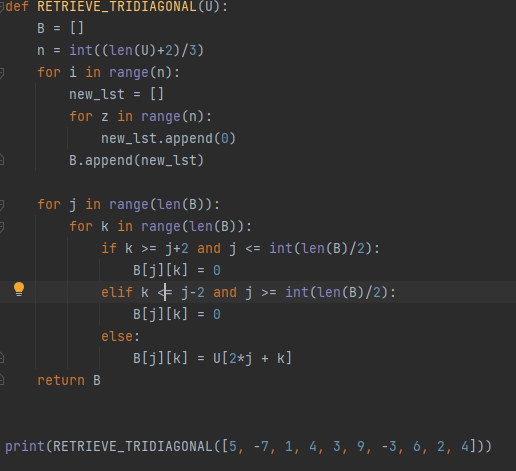 def RETRIEVE_TRIDIAGONAL(U):
    B = []
    n = int((len(U)+2)/3)
    for i in range(n):
        new_lst = []
        for z in range(n):
            new_lst.append(0)
        B.append(new_lst)

    for j in range(len(B)):
        for k in range(len(B)):
            if k >= j+2 and j <= int(len(B)/2):
                B[j][k] = 0
            elif k <= j-2 and j >= int(len(B)/2):
                B[j][k] = 0
            else:
                B[j][k] = U[2*j + k]
    return B


print(RETRIEVE_TRIDIAGONAL([5, -7, 1, 4, 3, 9, -3, 6, 2, 4]))